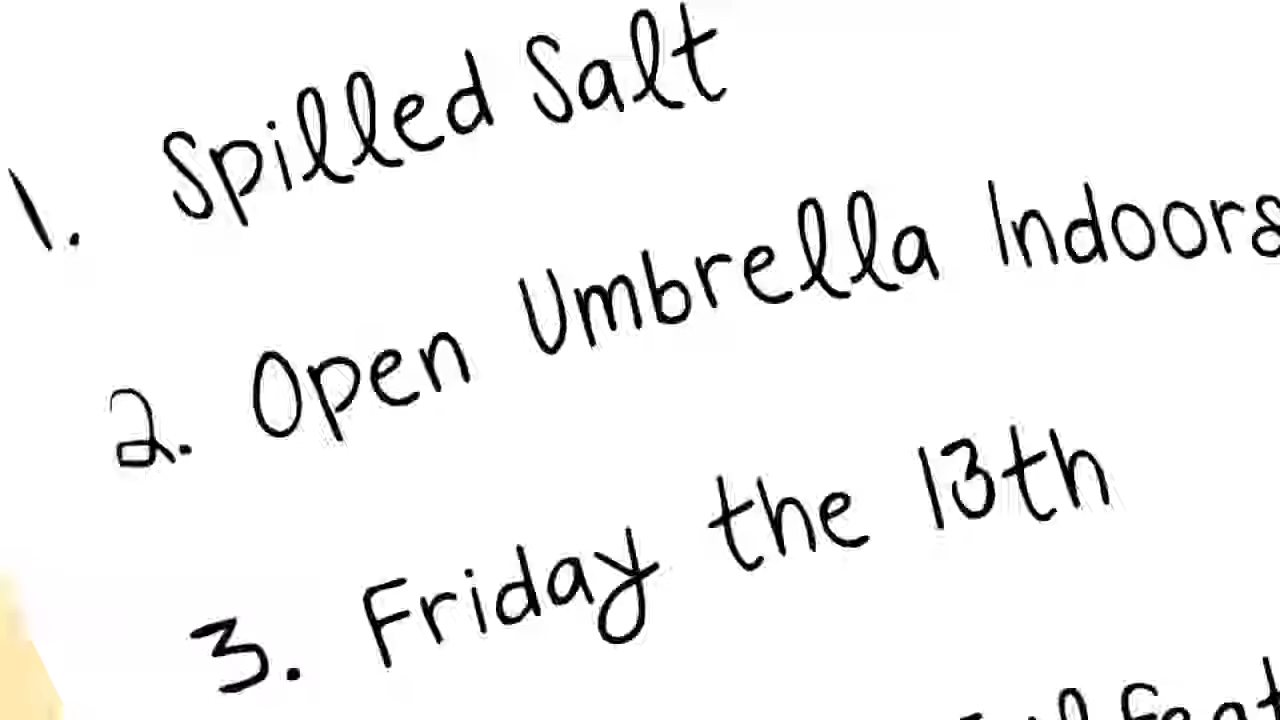 1. Spilled Salt
2. Open Umbrella Indoors
3. Friday the 13th